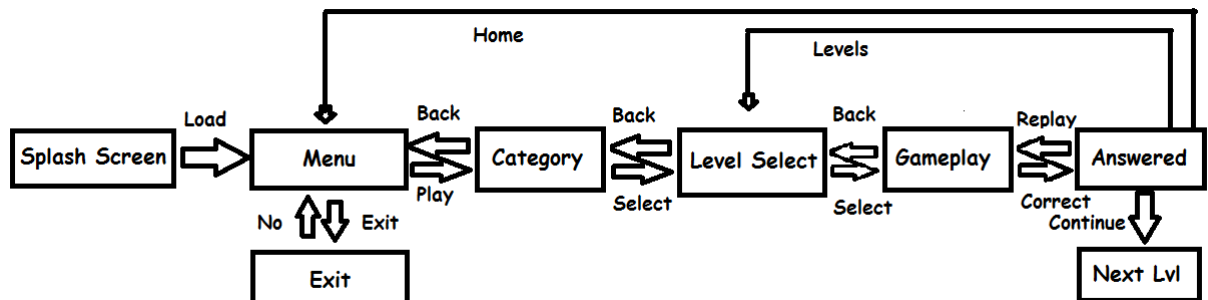 Home
Levels
Load
Back
Back
Back
Replay
Splash Screen
Menu
Category
Level Select
Gameplay
Answered
Play
Select
Select
Correct
No
Exit
Continue
Exit
Next Lvl